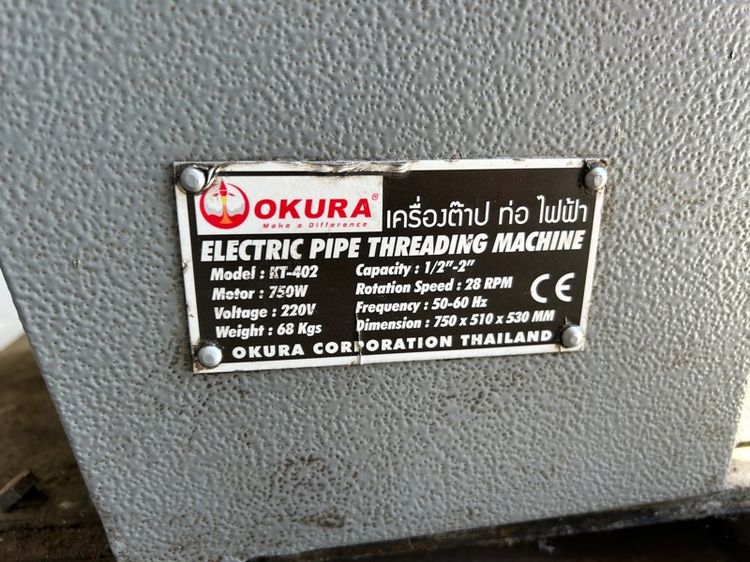 OKURA®
Make a Difference
เครื่องต๊าป ท่อ ไฟฟ้า
ELECTRIC PIPE THREADING MACHINE
Model : KT-402 Capacity : 1/2"-2"
Motor : 750W Rotation Speed : 28 RPM
Voltage : 220V Frequency : 50-60 Hz
Weight : 68 Kgs Dimension : 750 x 510 x 530 MM
CE
OKURA CORPORATION THAILAND